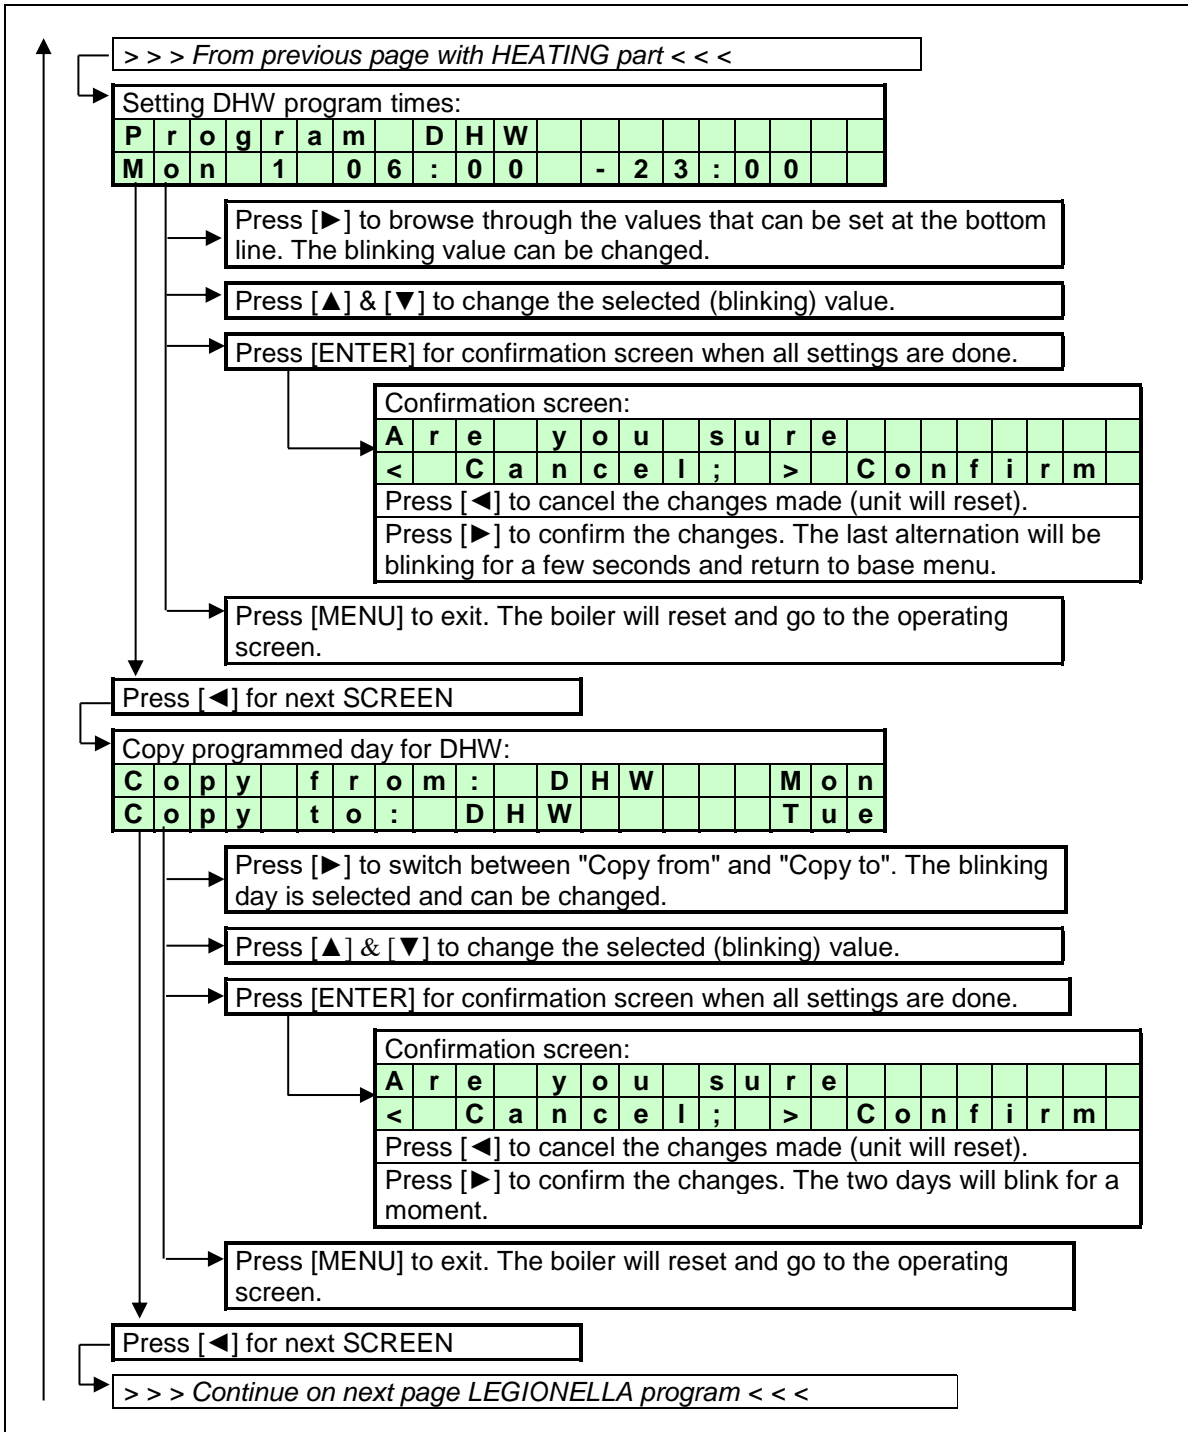 > > > From previous page with HEATING part < < <
Setting DHW program times:
Program DHW
Mon 1 06:00 -23:00
Press [►] to browse through the values that can be set at the bottom
line. The blinking value can be changed.
Press [▲] & [▼] to change the selected (blinking) value.
Press [ENTER] for confirmation screen when all settings are done.
Confirmation screen:
Are you sure
< Cancel; > Confirm
Press [◄] to cancel the changes made (unit will reset).
Press [►] to confirm the changes. The last alternation will be
blinking for a few seconds and return to base menu.
Press [MENU] to exit. The boiler will reset and go to the operating
screen.
Press [◄] for next SCREEN
Copy programmed day for DHW:
Copy from: DHW Mon
Copy to: DHW Tue
Press [►] to switch between "Copy from" and "Copy to". The blinking
day is selected and can be changed.
Press [▲] & [▼] to change the selected (blinking) value.
Press [ENTER] for confirmation screen when all settings are done.
Confirmation screen:
Are you sure
< Cancel; > Confirm
Press [◄] to cancel the changes made (unit will reset).
Press [►] to confirm the changes. The two days will blink for a
moment.
Press [MENU] to exit. The boiler will reset and go to the operating
screen.
Press [◄] for next SCREEN
> > > Continue on next page LEGIONELLA program < < <